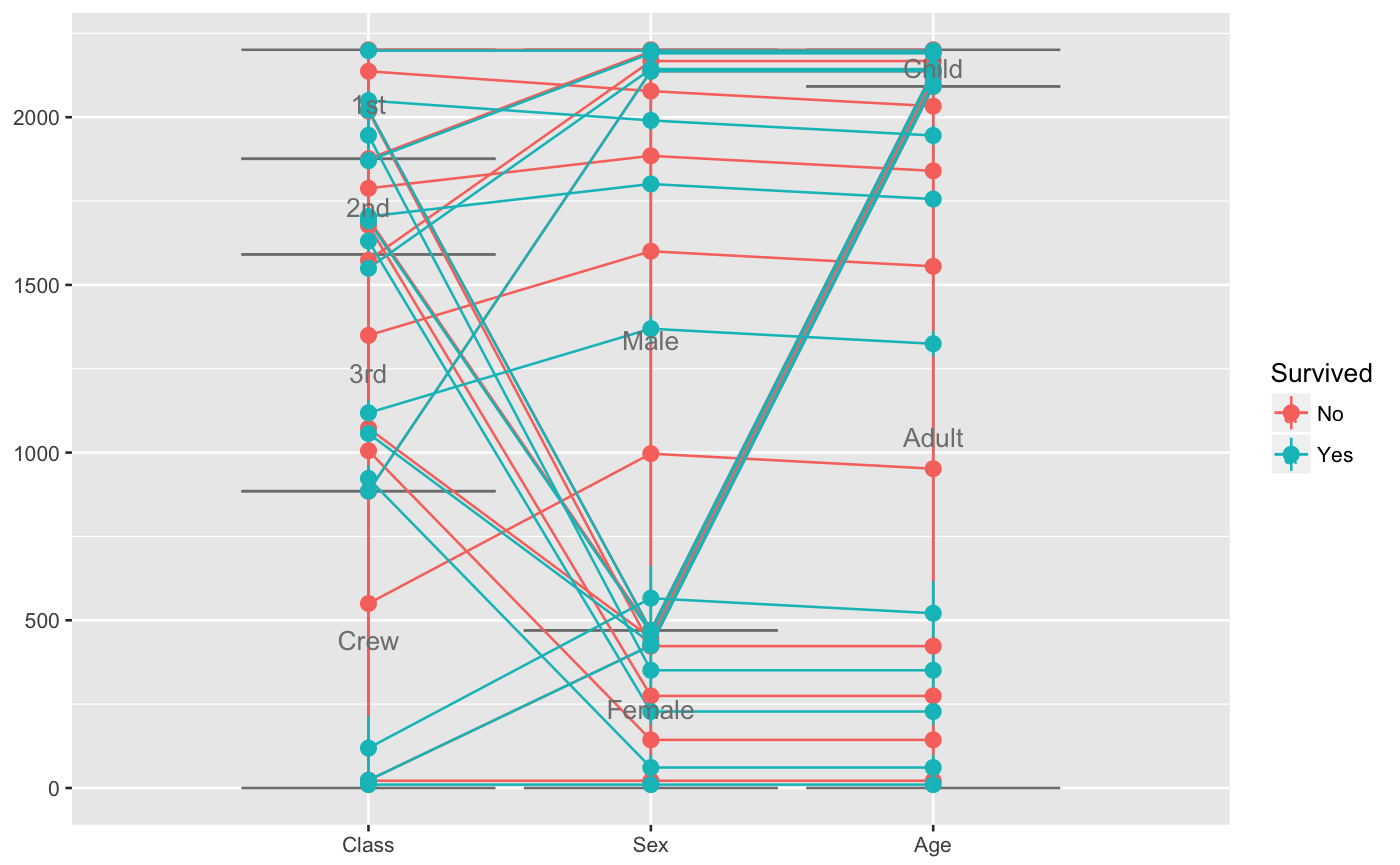 2000
1500
1000
500
0
1st
2nd
3rd
Crew
Male
Female
Child
Adult
Class
Sex
Age
Survived
No
Yes